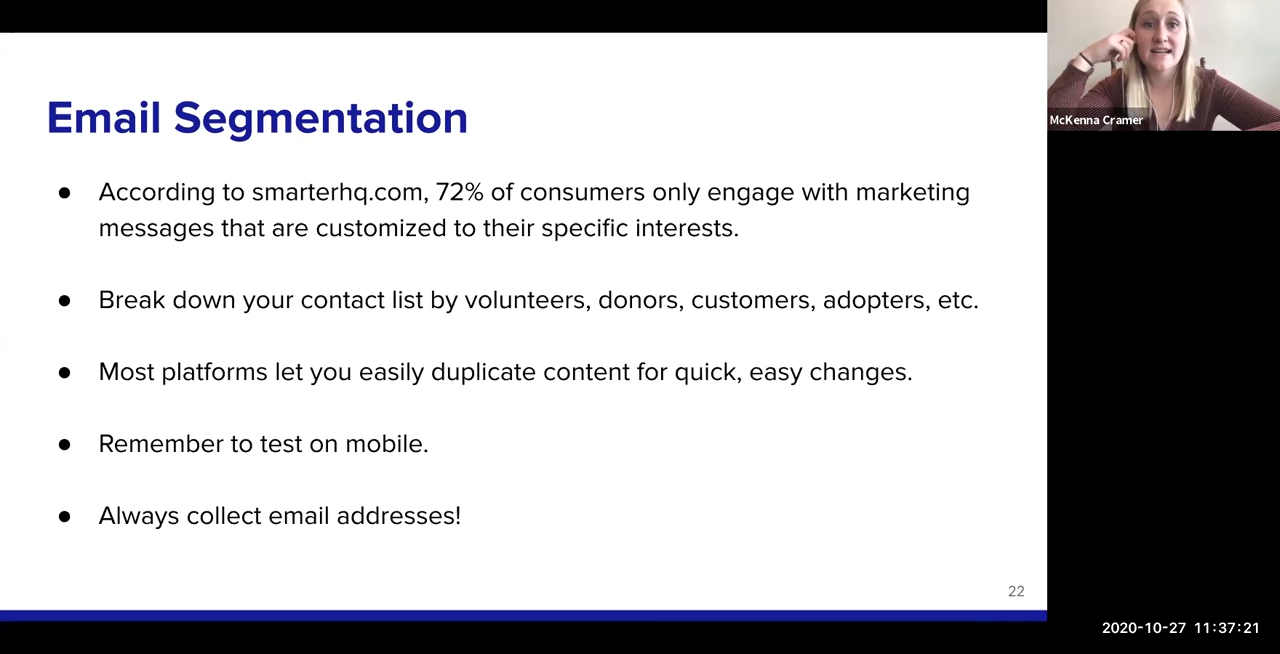 Email Segmentation
● According to smarterhq.com, 72% of consumers only engage with marketing
messages that are customized to their specific interests.
● Break down your contact list by volunteers, donors, customers, adopters, etc.
● Most platforms let you easily duplicate content for quick, easy changes.
● Remember to test on mobile.
● Always collect email addresses!
22
McKenna Cramer
2020-10-27 11:37:21